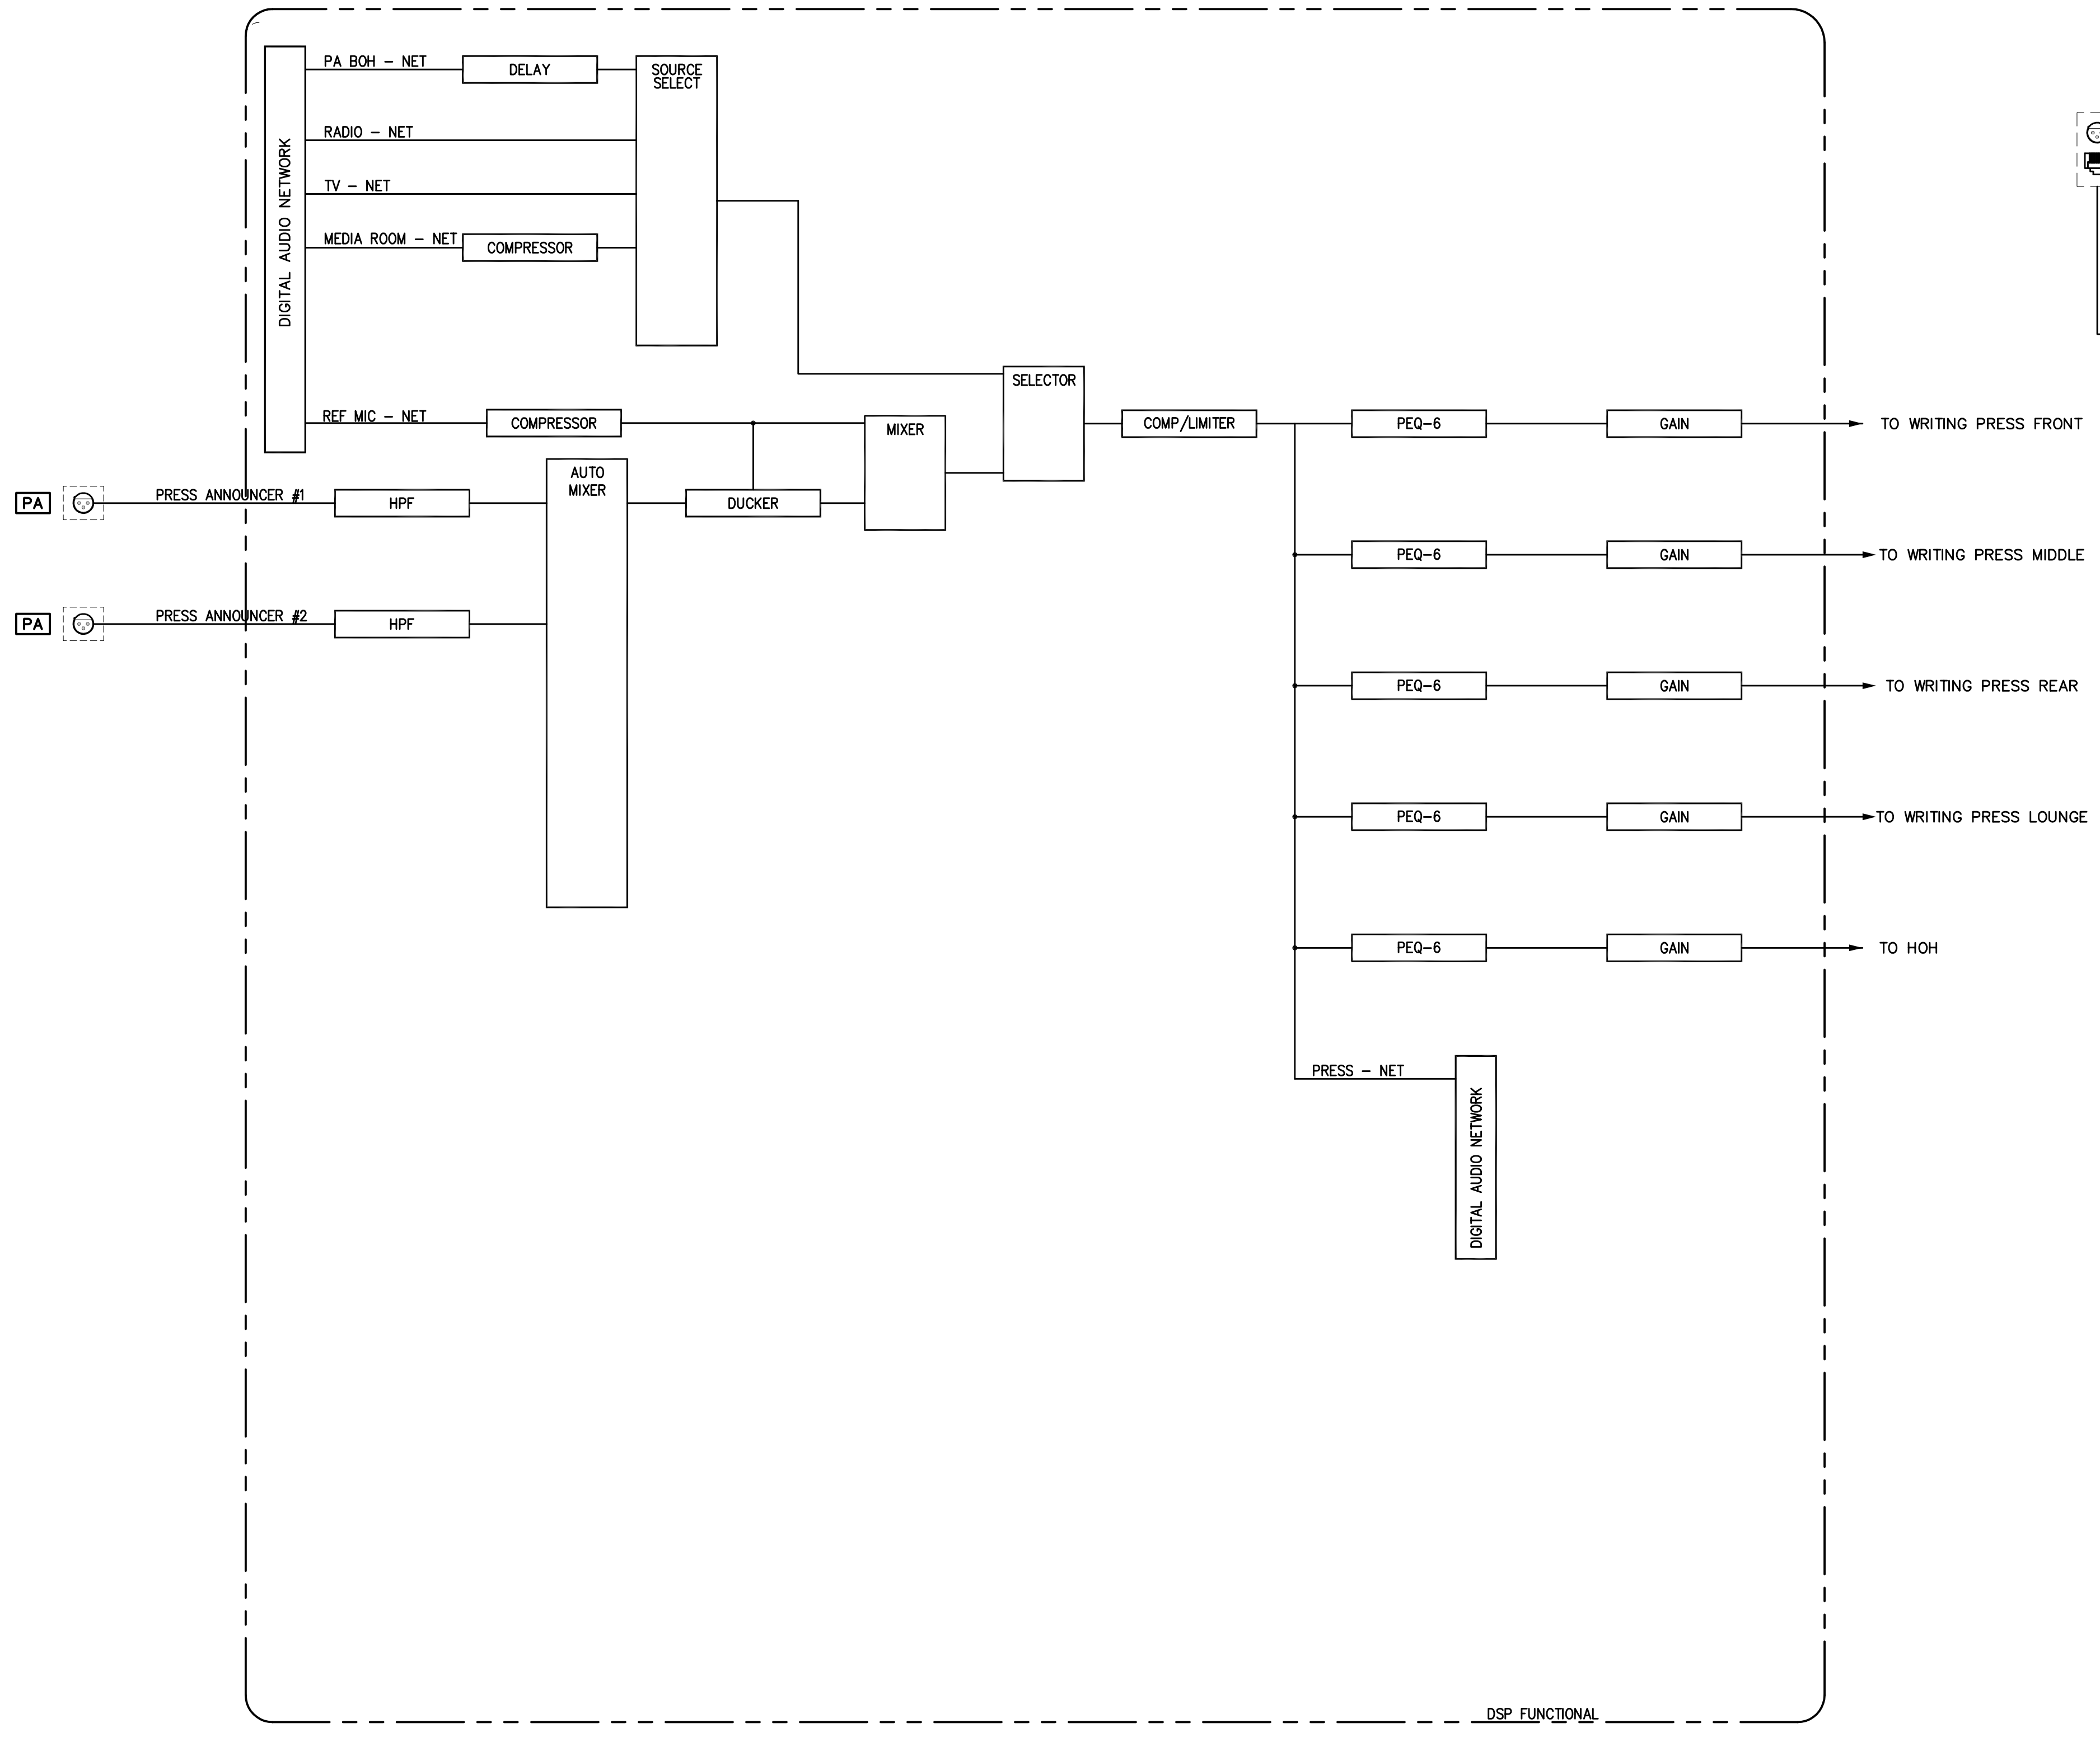 PA BOH – NET
DELAY
SOURCE
SELECT
RADIO – NET
TV – NET
MEDIA ROOM – NET
COMPRESSOR
DIGITAL AUDIO NETWORK
REF MIC – NET
COMPRESSOR
MIXER
SELECTOR
COMP/LIMITER
PEQ–6
GAIN
TO WRITING PRESS FRONT
PA
PRESS ANNOUNCER #1
HPF
AUTO
MIXER
DUCKER
PEQ–6
GAIN
TO WRITING PRESS MIDDLE
PA
PRESS ANNOUNCER #2
HPF
PEQ–6
GAIN
TO WRITING PRESS REAR
PEQ–6
GAIN
TO WRITING PRESS LOUNGE
PEQ–6
GAIN
TO HOH
PRESS – NET
DIGITAL AUDIO NETWORK
DSP FUNCTIONAL